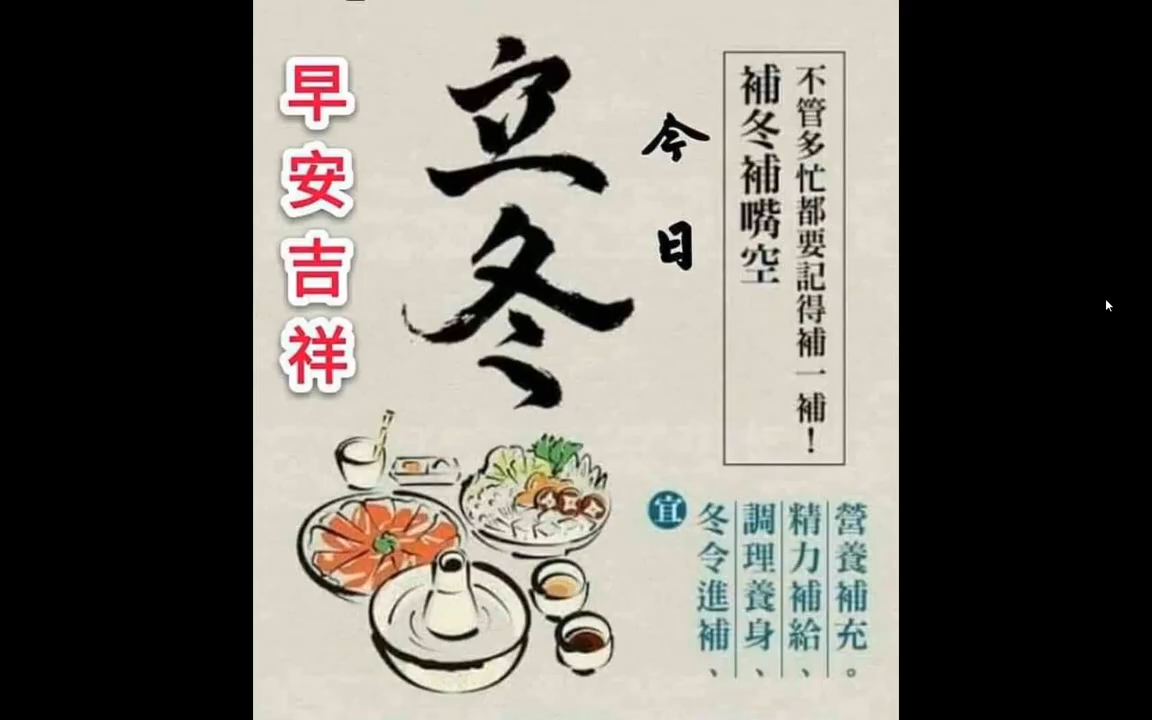 早安吉祥
今日
立冬
不管多忙都要記得補一補！
補冬補嘴空
宜
冬令進補、
調理養身、
精力補給、
營養補充。